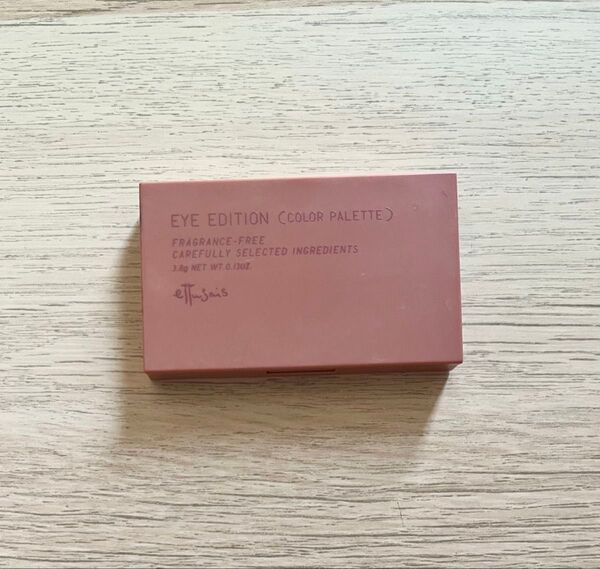 EYE EDITION (COLOR PALETTE)
FRAGRANCE-FREE
CAREFULLY SELECTED INGREDIENTS
3.8g NET WT. 0.13OZ.
ettusais